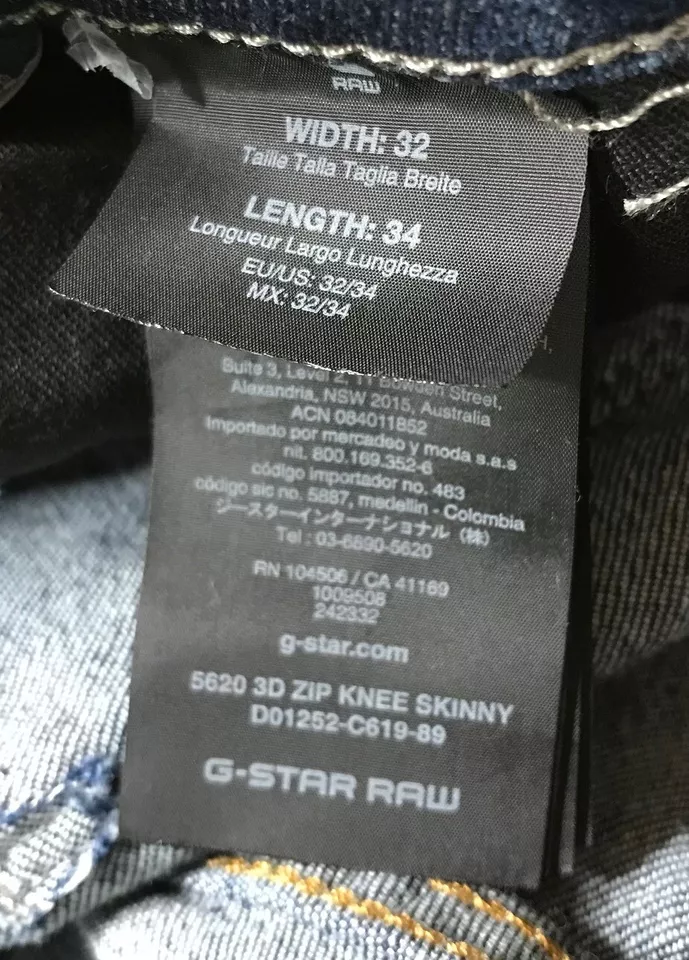 RAW
WIDTH: 32
Taille Talla Taglia Breite
LENGTH: 34
Longueur Largo Lunghezza
EU/US: 32/34
MX: 32/34
Suite 3, Level 2, 11 Bowden Street,
Alexandria, NSW 2015, Australia
ACN 084011852
Importado por mercadeo y moda s.a.s
nit. 800.169.352-6
código importador no. 483
código sic no. 5887, medellin - Colombia
ジースターインターナショナル（株）
Tel : 03-6890-5620
RN 104506 / CA 41169
1009508
242332
g-star.com
5620 3D ZIP KNEE SKINNY
D01252-C619-89
G-STAR RAW